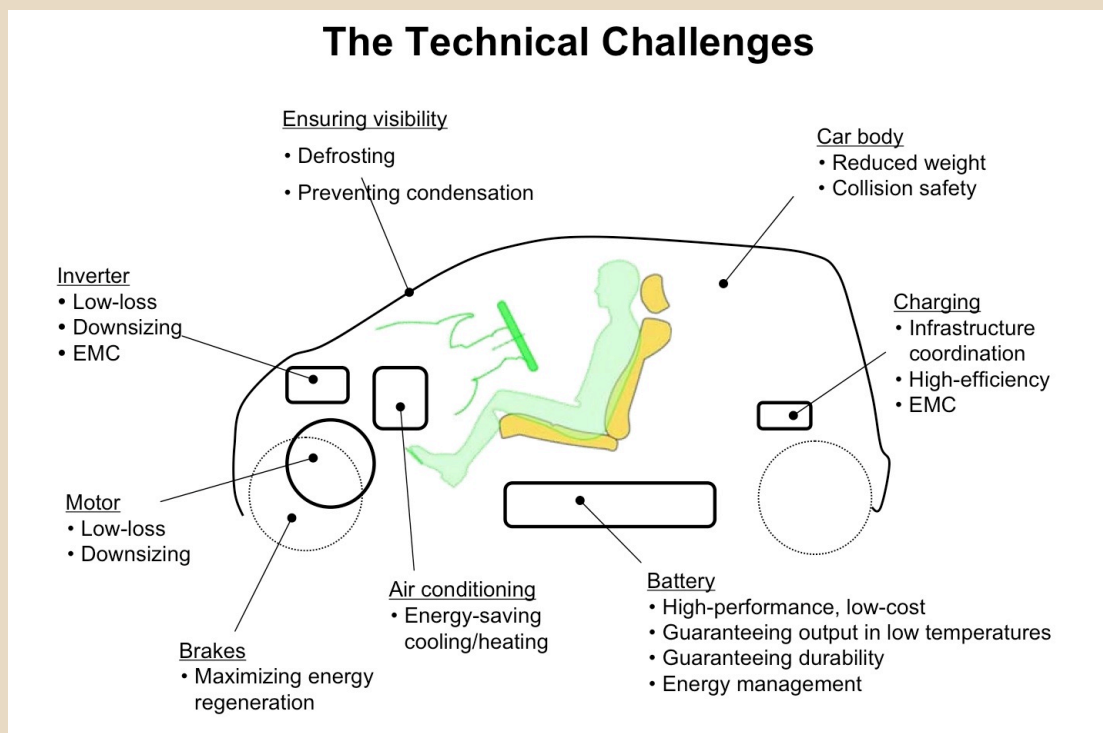 The Technical Challenges
Ensuring visibility
• Defrosting
• Preventing condensation
Car body
• Reduced weight
• Collision safety
Inverter
• Low-loss
• Downsizing
• EMC
Charging
• Infrastructure
coordination
• High-efficiency
• EMC
Motor
• Low-loss
• Downsizing
Air conditioning
• Energy-saving
cooling/heating
Battery
• High-performance, low-cost
• Guaranteeing output in low temperatures
• Guaranteeing durability
• Energy management
Brakes
• Maximizing energy
regeneration